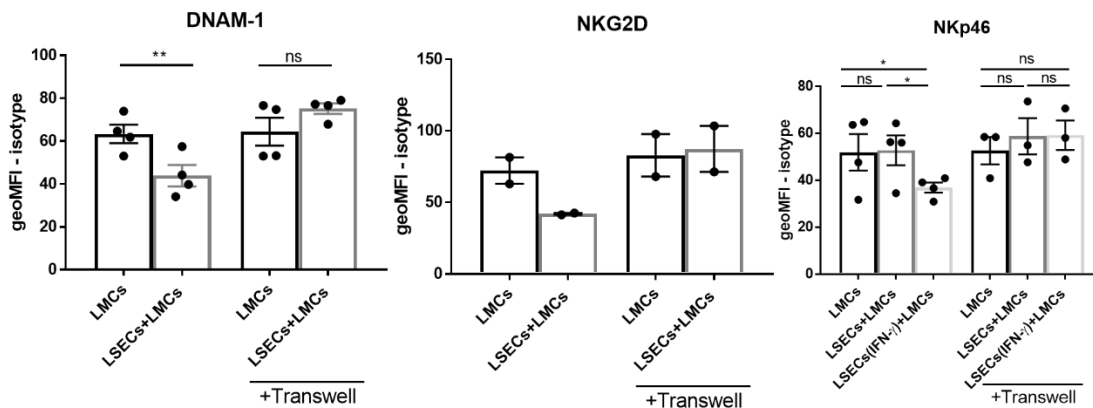 DNAM-1
geoMFI - isotype
100
80
60
40
20
0
**
ns
LMCs
LSECs+LMCs
LMCs
LSECs+LMCs
+Transwell
NKG2D
geoMFI - isotype
150
100
50
0
LMCs
LSECs+LMCs
LMCs
LSECs+LMCs
+Transwell
NKp46
geoMFI - isotype
80
60
40
20
0
*
ns
*
ns
ns
ns
LMCs
LSECs+LMCs
LSECs(IFN-γ)+LMCs
LMCs
LSECs+LMCs
LSECs(IFN-γ)+LMCs
+Transwell